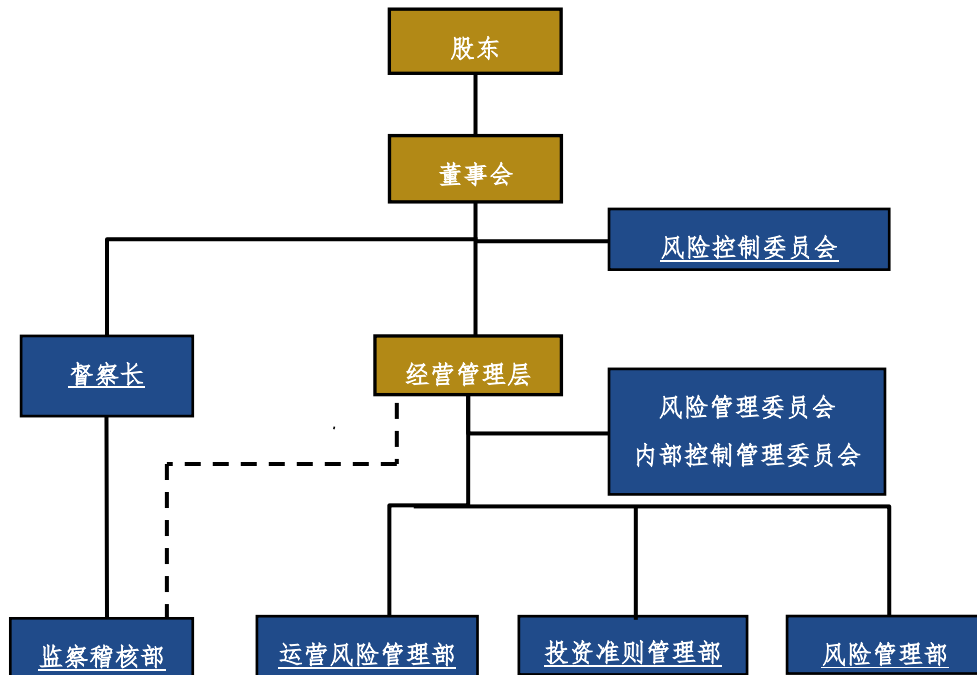 股东
董事会
风险控制委员会
督察长
经营管理层
风险管理委员会
内部控制管理委员会
监察稽核部
运营风险管理部
投资准则管理部
风险管理部